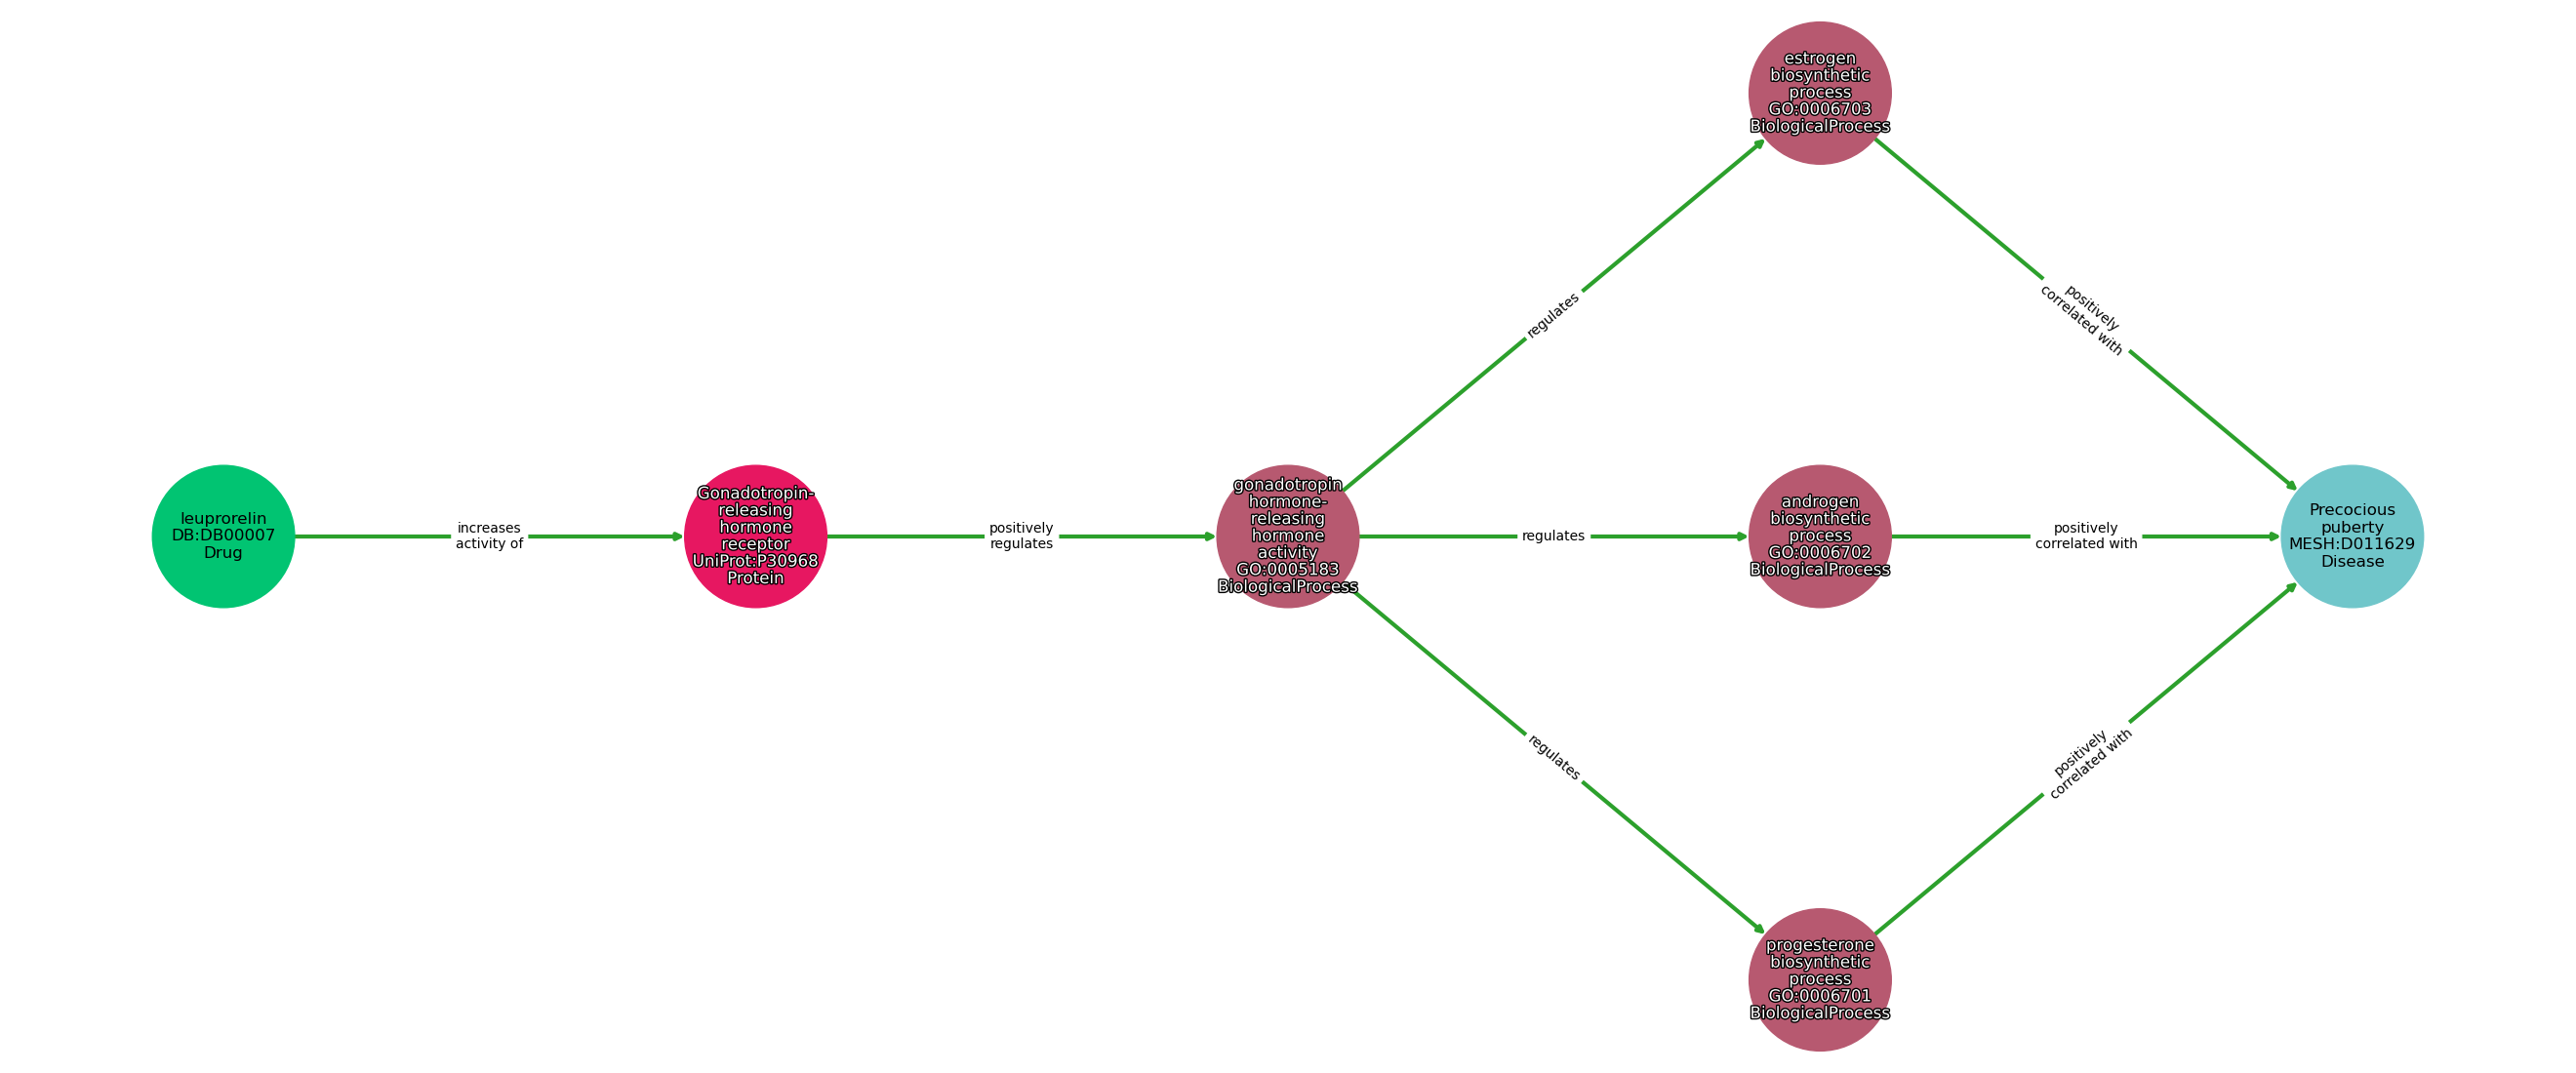 leuprorelin
DB:DB00007
Drug
increases
activity of
Gonadotropin-
releasing
hormone
receptor
UniProt:P30968
Protein
positively
regulates
gonadotropin
hormone-
releasing
hormone
activity
GO:0005183
BiologicalProcess
regulates
regulates
regulates
estrogen
biosynthetic
process
GO:0006703
BiologicalProcess
androgen
biosynthetic
process
GO:0006702
BiologicalProcess
progesterone
biosynthetic
process
GO:0006701
BiologicalProcess
positively
correlated with
positively
correlated with
positively
correlated with
Precocious
puberty
MESH:D011629
Disease